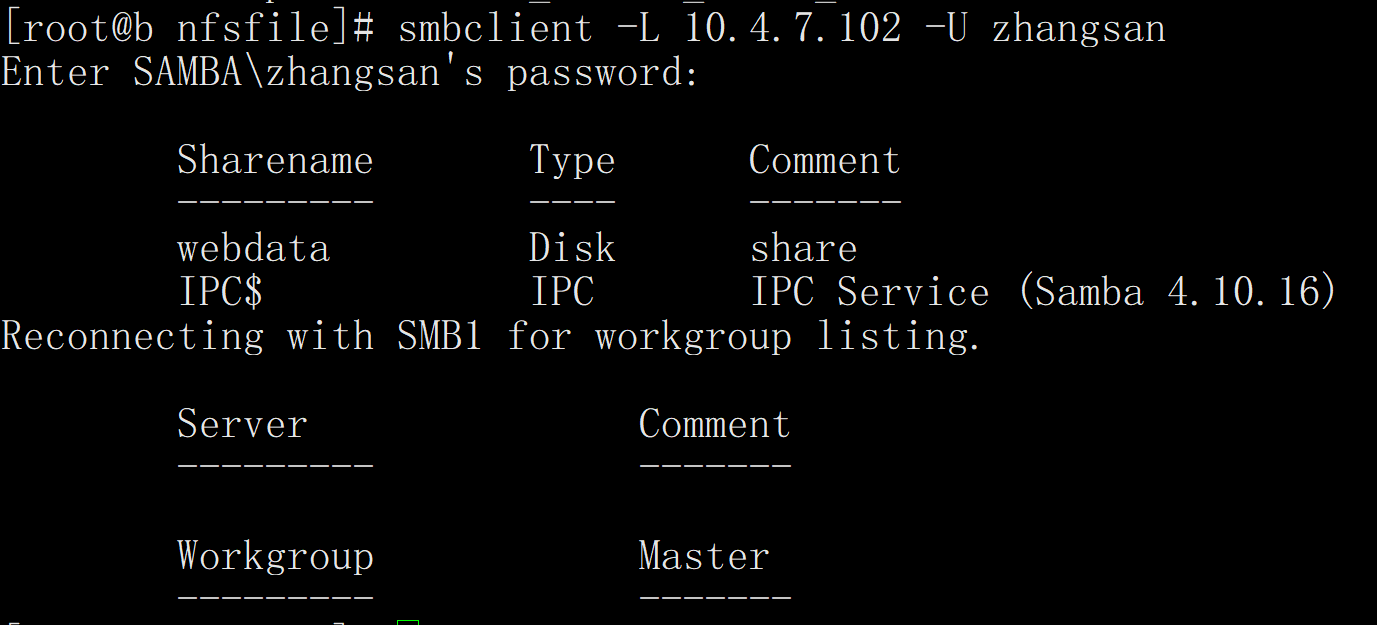 [root@b nfsfile]# smbclient -L 10.4.7.102 -U zhangsan
Enter SAMBA\zhangsan's password:
Sharename Type Comment
--------- ---- -------
webdata Disk share
IPC$ IPC IPC Service (Samba 4.10.16)
Reconnecting with SMB1 for workgroup listing.
Server Comment
--------- -------
Workgroup Master
--------- -------